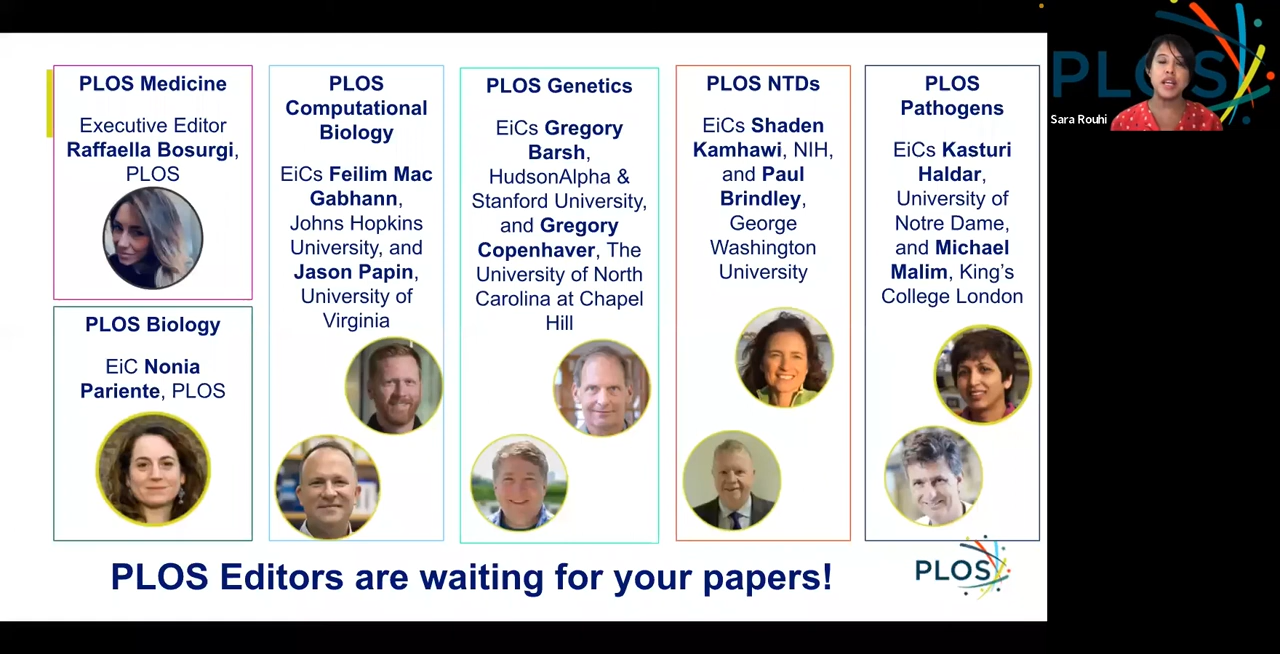 PLOS Medicine
Executive Editor
Raffaella Bosurgi,
PLOS
PLOS Biology
EiC Nonia
Pariente, PLOS
PLOS
Computational
Biology
EiCs Feilim Mac
Gabhann,
Johns Hopkins
University, and
Jason Papin,
University of
Virginia
PLOS Genetics
EiCs Gregory
Barsh,
HudsonAlpha &
Stanford University,
and Gregory
Copenhaver, The
University of North
Carolina at Chapel
Hill
PLOS NTDs
EiCs Shaden
Kamhawi, NIH,
and Paul
Brindley,
George
Washington
University
PLOS
Pathogens
EiCs Kasturi
Haldar,
University of
Notre Dame,
and Michael
Malim, King’s
College London
PLOS Editors are waiting for your papers!
PLOS
PLOS
Sara Rouhi